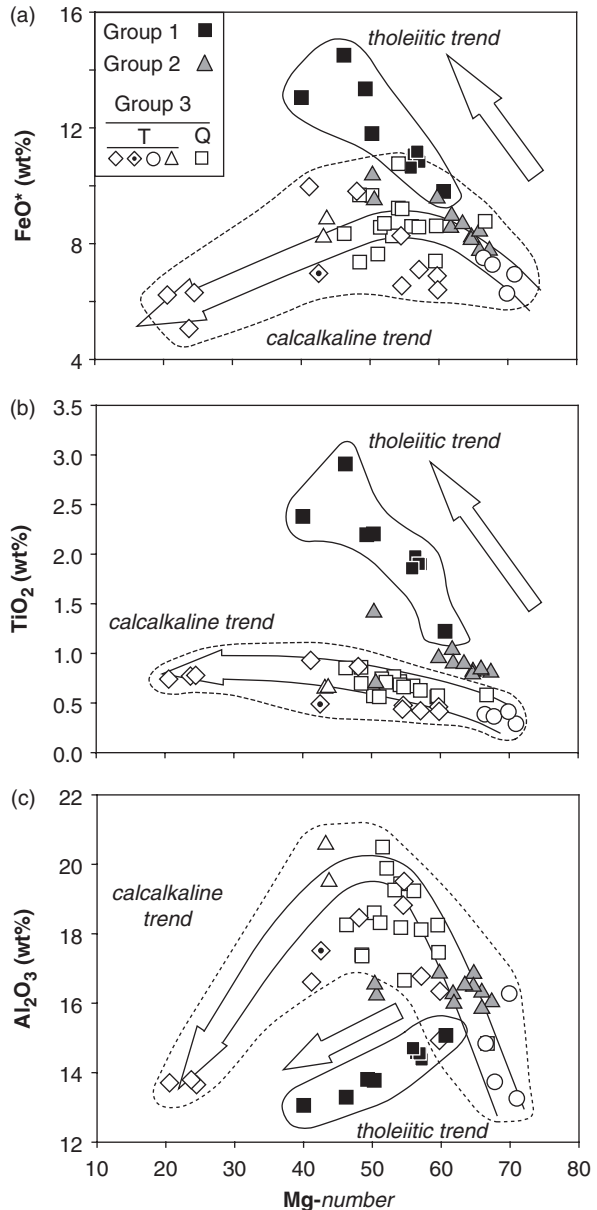 (a)
16
12
8
4
FeO* (wt%)
Group 1
Group 2
Group 3
T Q
tholeiitic trend
calcalkaline trend
(b)
3.5
3.0
2.5
2.0
1.5
1.0
0.5
0.0
TiO2 (wt%)
tholeiitic trend
calcalkaline trend
(c)
22
20
18
16
14
12
Al2O3 (wt%)
calcalkaline
trend
tholeiitic trend
10 20 30 40 50 60 70 80
Mg-number